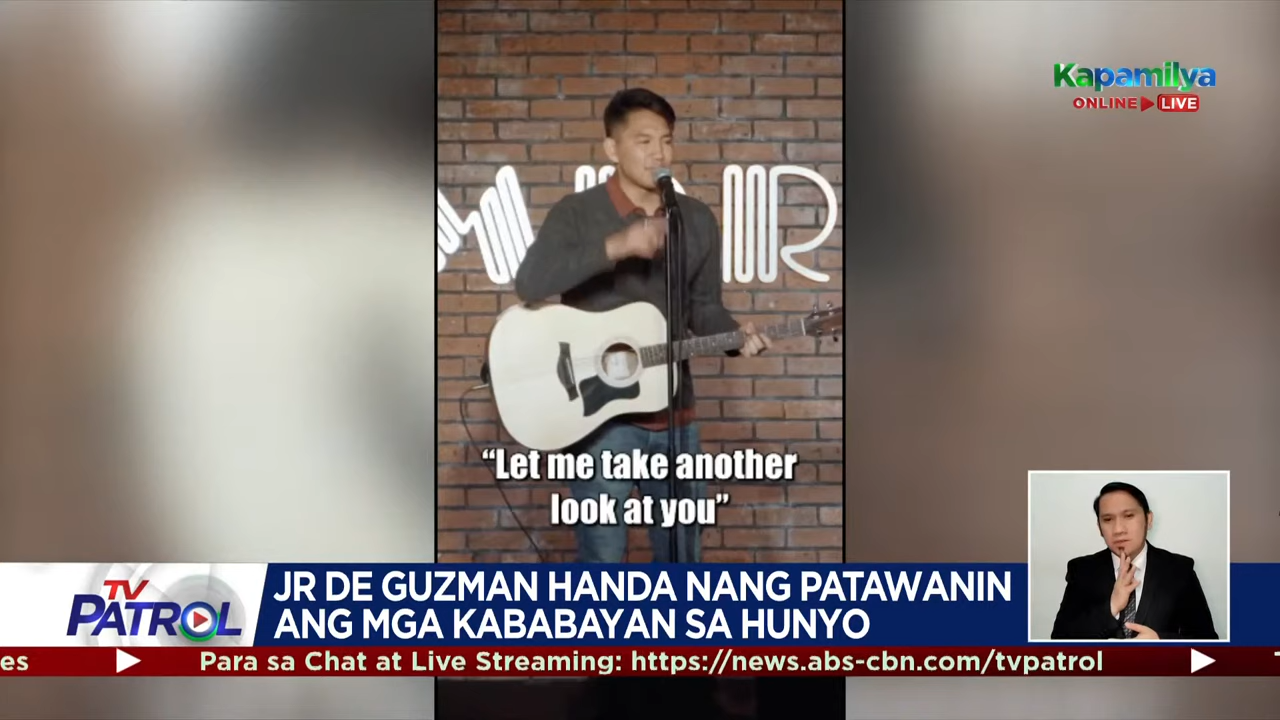 Kapamilya
ONLINE LIVE
"Let me take another
look at you"
TV
PATROL
JR DE GUZMAN HANDA NANG PATAWANIN
ANG MGA KABABAYAN SA HUNYO
es Para sa Chat at Live Streaming: https://news.abs-cbn.com/tvpatrol